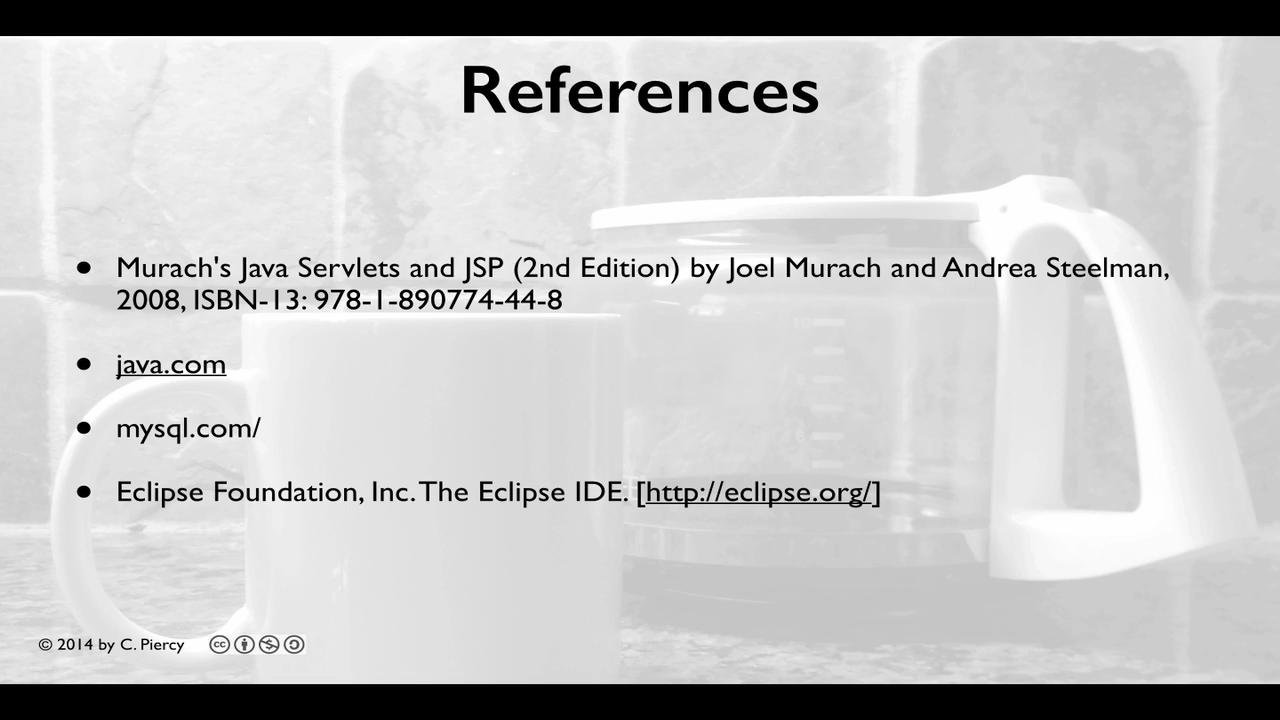 References
• Murach's Java Servlets and JSP (2nd Edition) by Joel Murach and Andrea Steelman,
2008, ISBN-13: 978-1-890774-44-8
• java.com
• mysql.com/
• Eclipse Foundation, Inc. The Eclipse IDE. [http://eclipse.org/]
© 2014 by C. Piercy